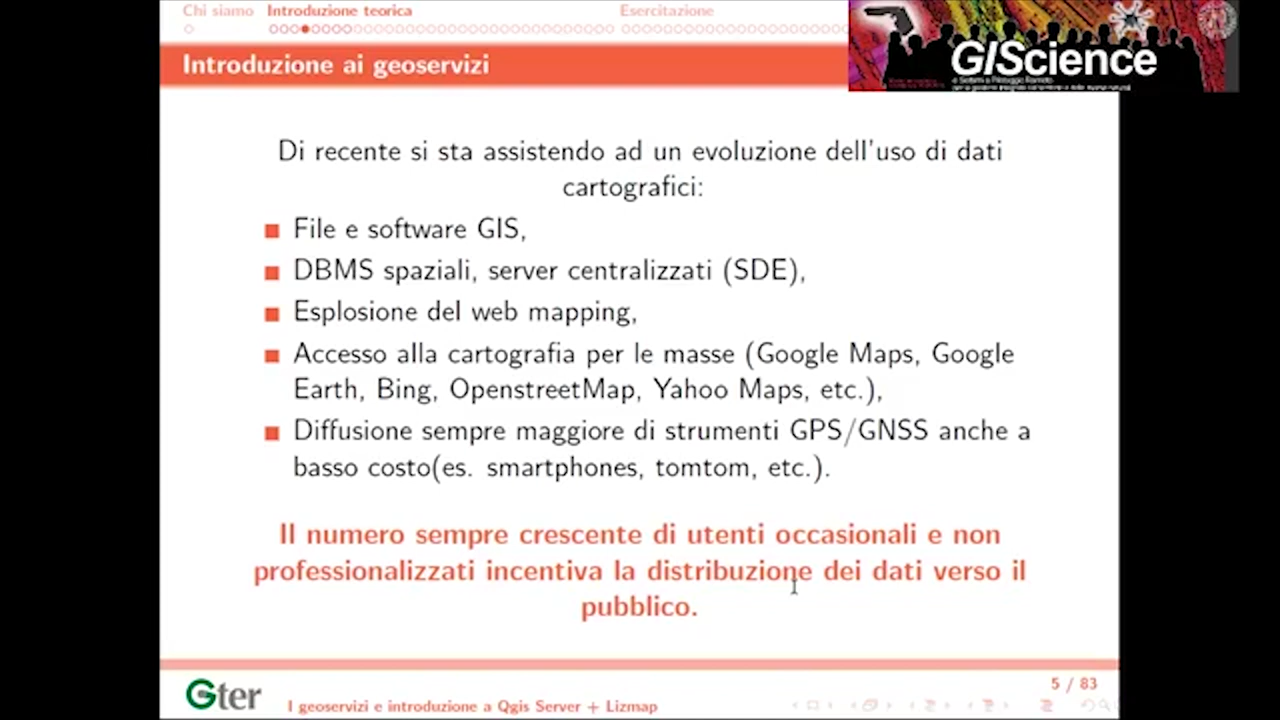 Chi siamo Introduzione teorica Esercitazione
GIScience
Introduzione ai geoservizi
Di recente si sta assistendo ad un evoluzione dell'uso di dati
cartografici:
File e software GIS,
DBMS spaziali, server centralizzati (SDE),
Esplosione del web mapping,
Accesso alla cartografia per le masse (Google Maps, Google
Earth, Bing, OpenstreetMap, Yahoo Maps, etc.),
Diffusione sempre maggiore di strumenti GPS/GNSS anche a
basso costo(es. smartphones, tomtom, etc.).
Il numero sempre crescente di utenti occasionali e non
professionalizzati incentiva la distribuzione dei dati verso il
pubblico.
5 / 83
Gter
I geoservizi e introduzione a Qgis Server + Lizmap